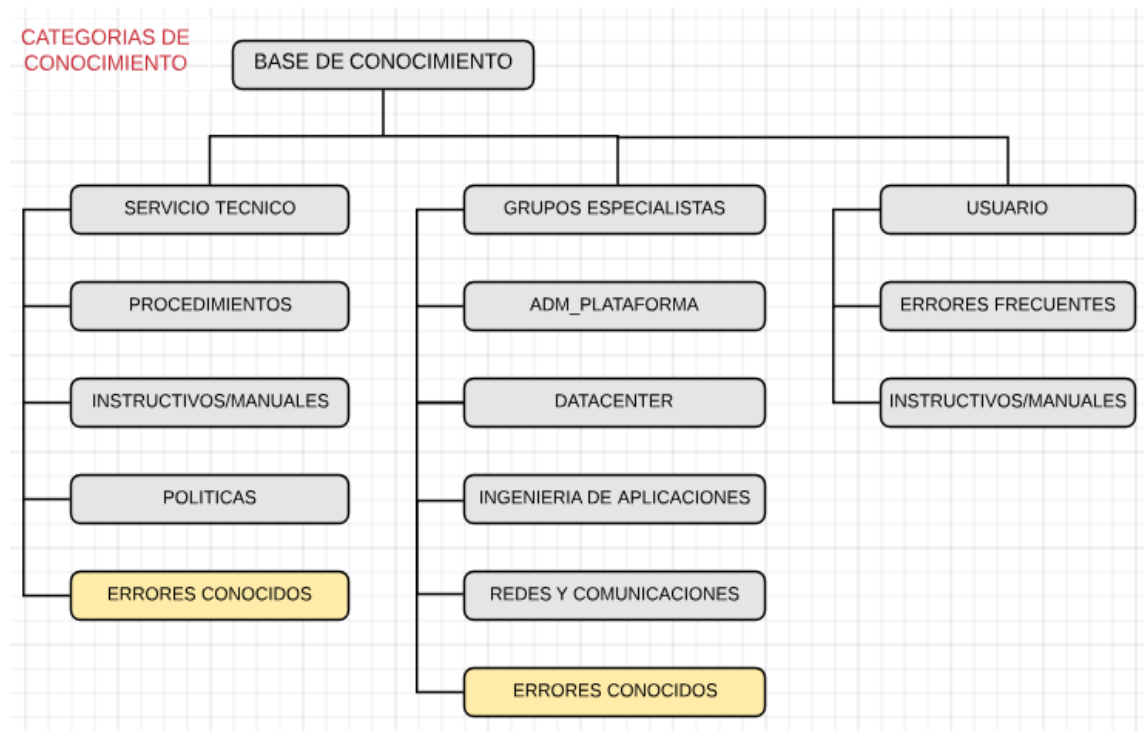 CATEGORIAS DE
CONOCIMIENTO
BASE DE CONOCIMIENTO
SERVICIO TECNICO
PROCEDIMIENTOS
INSTRUCTIVOS/MANUALES
POLITICAS
ERRORES CONOCIDOS
GRUPOS ESPECIALISTAS
ADM_PLATAFORMA
DATACENTER
INGENIERIA DE APLICACIONES
REDES Y COMUNICACIONES
ERRORES CONOCIDOS
USUARIO
ERRORES FRECUENTES
INSTRUCTIVOS/MANUALES